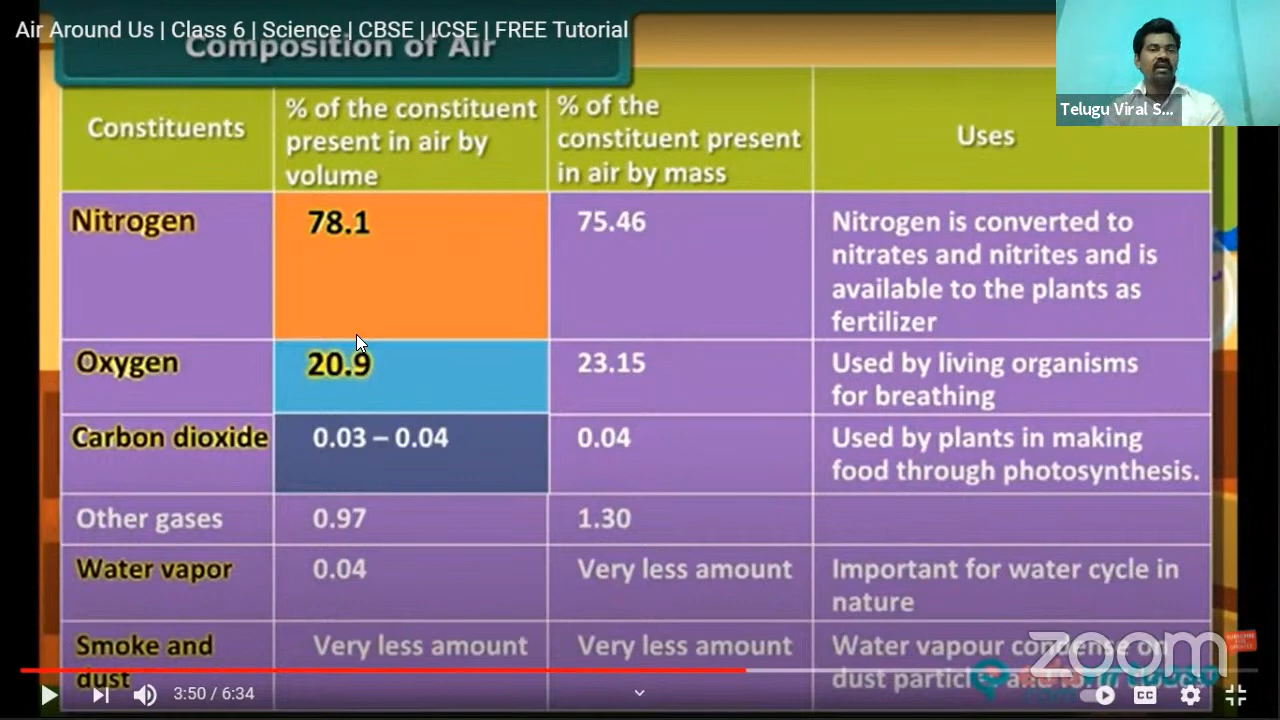 Air Around Us | Class 6 | Science | CBSE | ICSE | FREE Tutorial
Composition of Air
Telugu Viral S...
Constituents
% of the constituent
present in air by
volume
% of the
constituent present
in air by mass
Uses
Nitrogen
78.1
75.46
Nitrogen is converted to
nitrates and nitrites and is
available to the plants as
fertilizer
Oxygen
20.9
23.15
Used by living organisms
for breathing
Carbon dioxide
0.03 – 0.04
0.04
Used by plants in making
food through photosynthesis.
Other gases
0.97
1.30
Water vapor
0.04
Very less amount
Important for water cycle in
nature
Smoke and
dust
Very less amount
Very less amount
Water vapour condense on
dust
zoom
3:50 / 6:34
CC